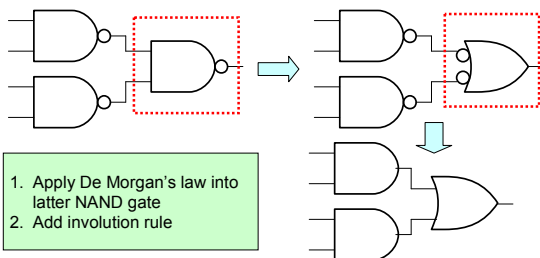 1. Apply De Morgan's law into
latter NAND gate
2. Add involution rule